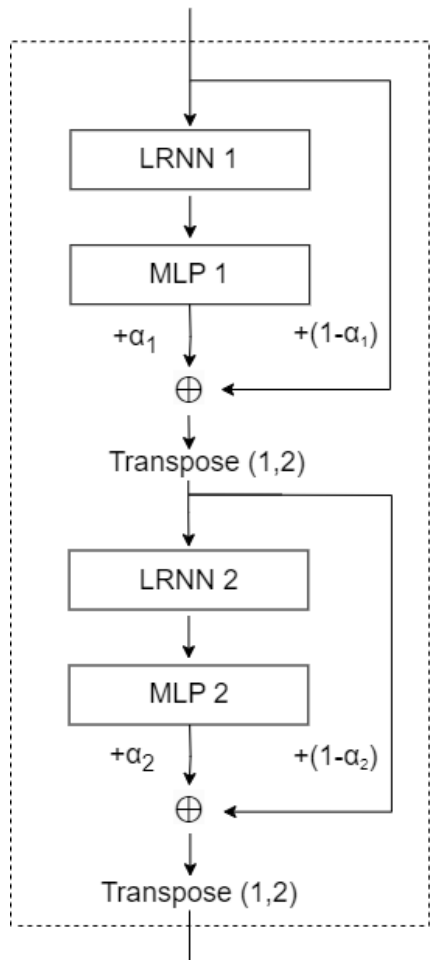 LRNN 1
MLP 1
+α₁ +(1-α₁)
⊕
Transpose (1,2)
LRNN 2
MLP 2
+α₂ +(1-α₂)
⊕
Transpose (1,2)